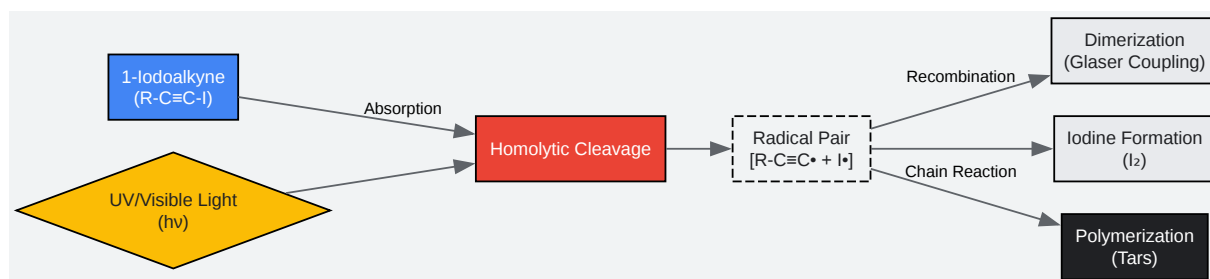 1-Iodoalkyne
(R-C≡C-I)
UV/Visible Light
(hν)
Absorption
Homolytic Cleavage
Radical Pair
[R-C≡C• + I•]
Recombination
Chain Reaction
Dimerization
(Glaser Coupling)
Iodine Formation
(I₂)
Polymerization
(Tars)